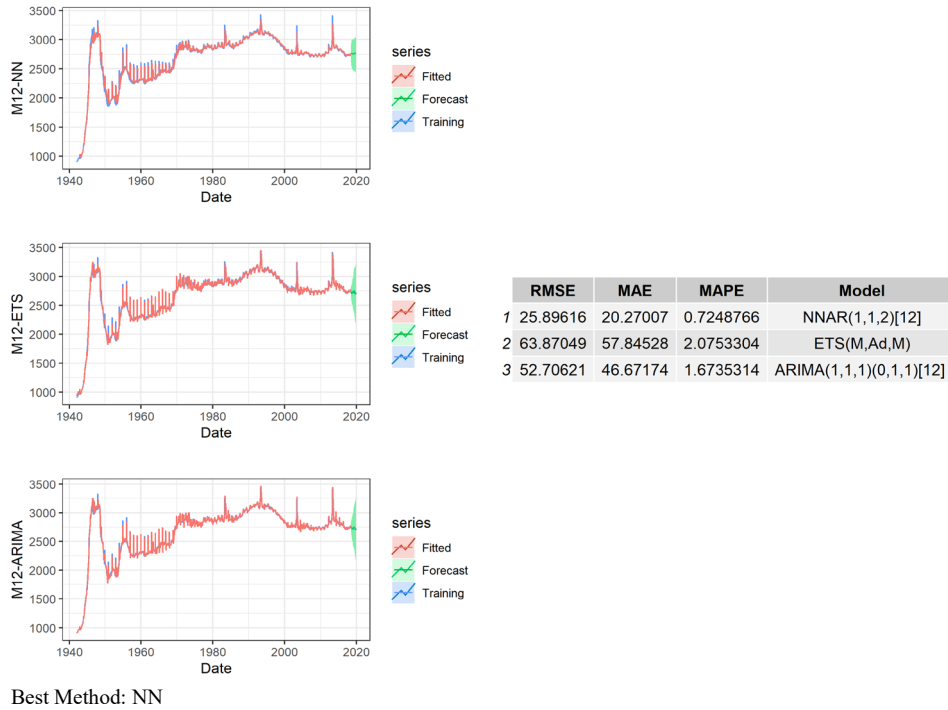 M12-NN
3500
3000
2500
2000
1500
1000
1940 1960 1980 2000 2020
Date
series
Fitted
Forecast
Training
M12-ETS
3500
3000
2500
2000
1500
1000
1940 1960 1980 2000 2020
Date
series
Fitted
Forecast
Training
RMSE MAE MAPE Model
1 25.89616 20.27007 0.7248766 NNAR(1,1,2)[12]
2 63.87049 57.84528 2.0753304 ETS(M,Ad,M)
3 52.70621 46.67174 1.6735314 ARIMA(1,1,1)(0,1,1)[12]
M12-ARIMA
3500
3000
2500
2000
1500
1000
1940 1960 1980 2000 2020
Date
series
Fitted
Forecast
Training
Best Method: NN